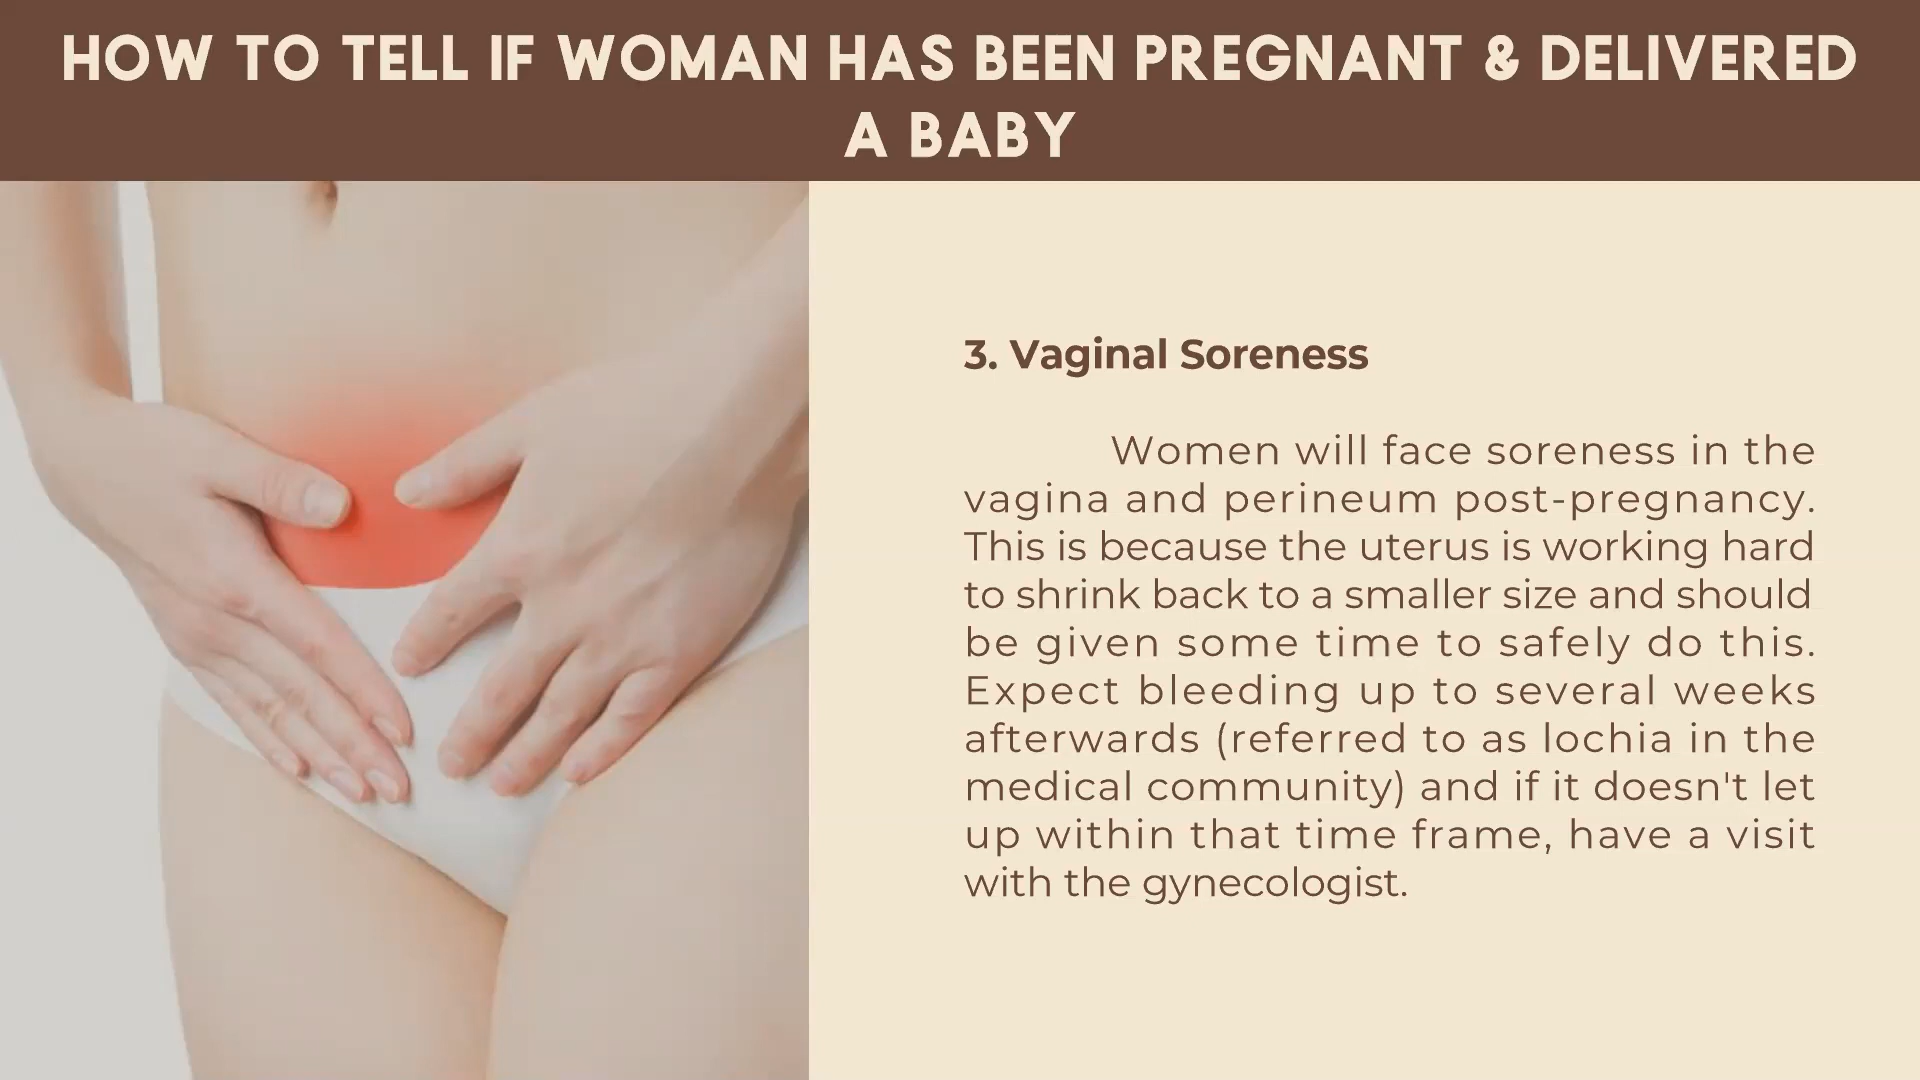 HOW TO TELL IF WOMAN HAS BEEN PREGNANT & DELIVERED
A BABY
3. Vaginal Soreness
Women will face soreness in the
vagina and perineum post-pregnancy.
This is because the uterus is working hard
to shrink back to a smaller size and should
be given some time to safely do this.
Expect bleeding up to several weeks
afterwards (referred to as lochia in the
medical community) and if it doesn't let
up within that time frame, have a visit
with the gynecologist.